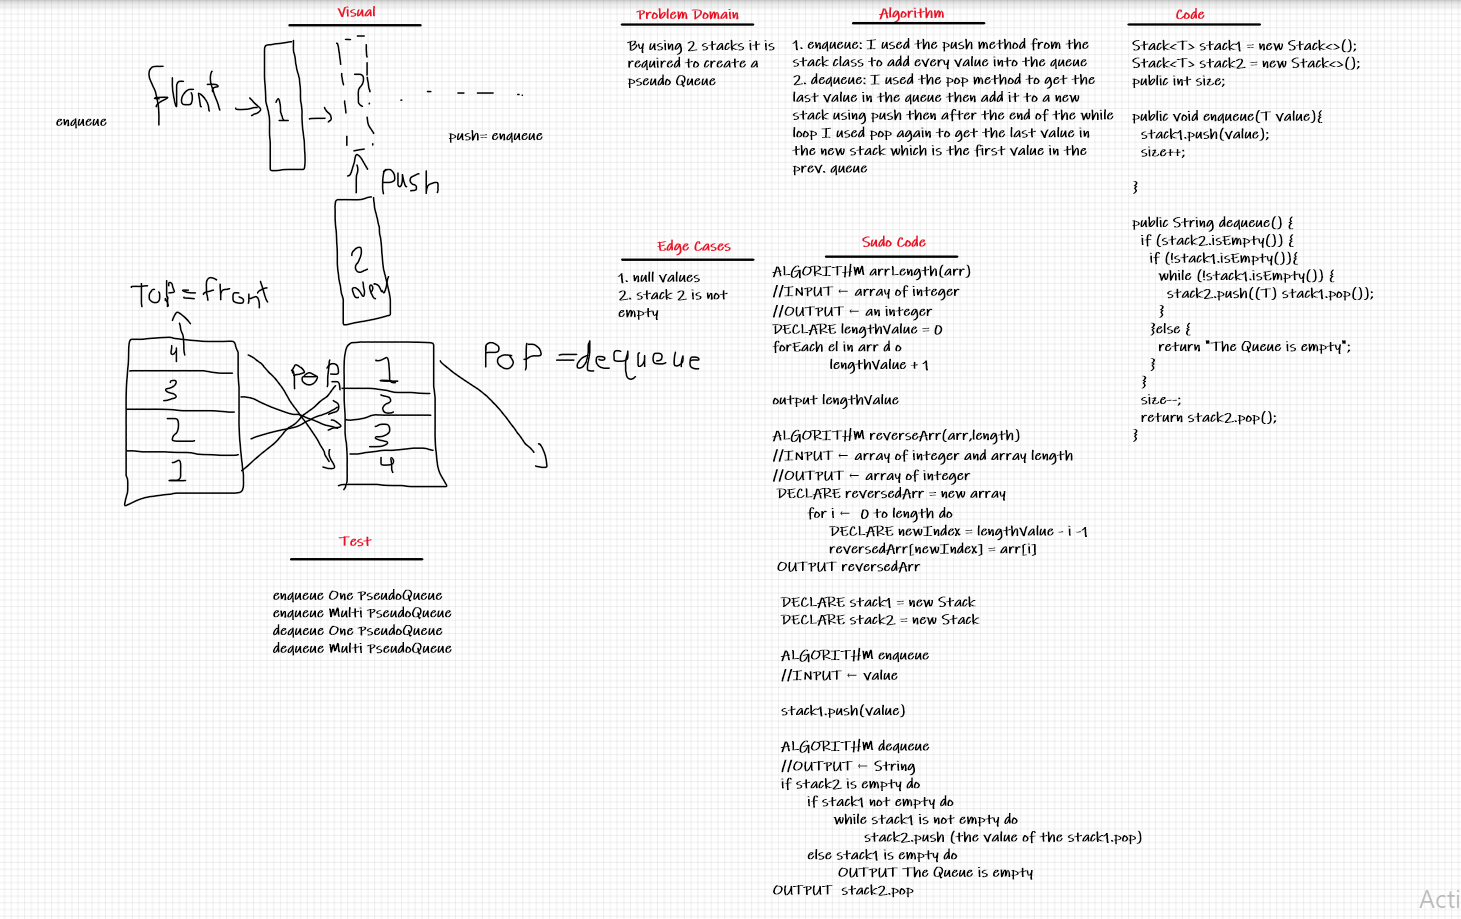 Visual
front
1
2
enqueue
push= enqueue
push
2
New
Top = front
4
3
2
1
Pop
1
2
3
4
Pop = dequeue
Test
enqueue One PseudoQueue
enqueue Multi PseudoQueue
dequeue One PseudoQueue
dequeue Multi PseudoQueue
Problem Domain
By using 2 stacks it is
required to create a
pseudo Queue
Edge Cases
1. null values
2. stack 2 is not
empty
Algorithm
1. enqueue: I used the push method from the
stack class to add every value into the queue
2. dequeue: I used the pop method to get the
last value in the queue then add it to a new
stack using push then after the end of the while
loop I used pop again to get the last value in
the new stack which is the first value in the
prev. queue
Sudo Code
ALGORITHM arrLength(arr)
//INPUT ← array of integer
//OUTPUT ← an integer
DECLARE lengthValue = 0
forEach el in arr d o
lengthValue + 1
output lengthValue
ALGORITHM reverseArr(arr,length)
//INPUT ← array of integer and array length
//OUTPUT ← array of integer
DECLARE reversedArr = new array
for i ← 0 to length do
DECLARE newIndex = lengthValue - i -1
reversedArr[newIndex] = arr[i]
OUTPUT reversedArr
DECLARE stack1 = new Stack
DECLARE stack2 = new Stack
ALGORITHM enqueue
//INPUT ← value
stack1.push(value)
ALGORITHM dequeue
//OUTPUT ← String
if stack2 is empty do
if stack1 not empty do
while stack1 is not empty do
stack2.push (the value of the stack1.pop)
else stack1 is empty do
OUTPUT The Queue is empty
OUTPUT stack2.pop
Code
Stack<T> stack1 = new Stack<>();
Stack<T> stack2 = new Stack<>();
public int size;
public void enqueue(T value){
stack1.push(value);
size++;
}
public String dequeue() {
if (stack2.isEmpty()) {
if (!stack1.isEmpty()){
while (!stack1.isEmpty()) {
stack2.push((T) stack1.pop());
}
}else {
return "The Queue is empty";
}
}
size--;
return stack2.pop();
}
Acti